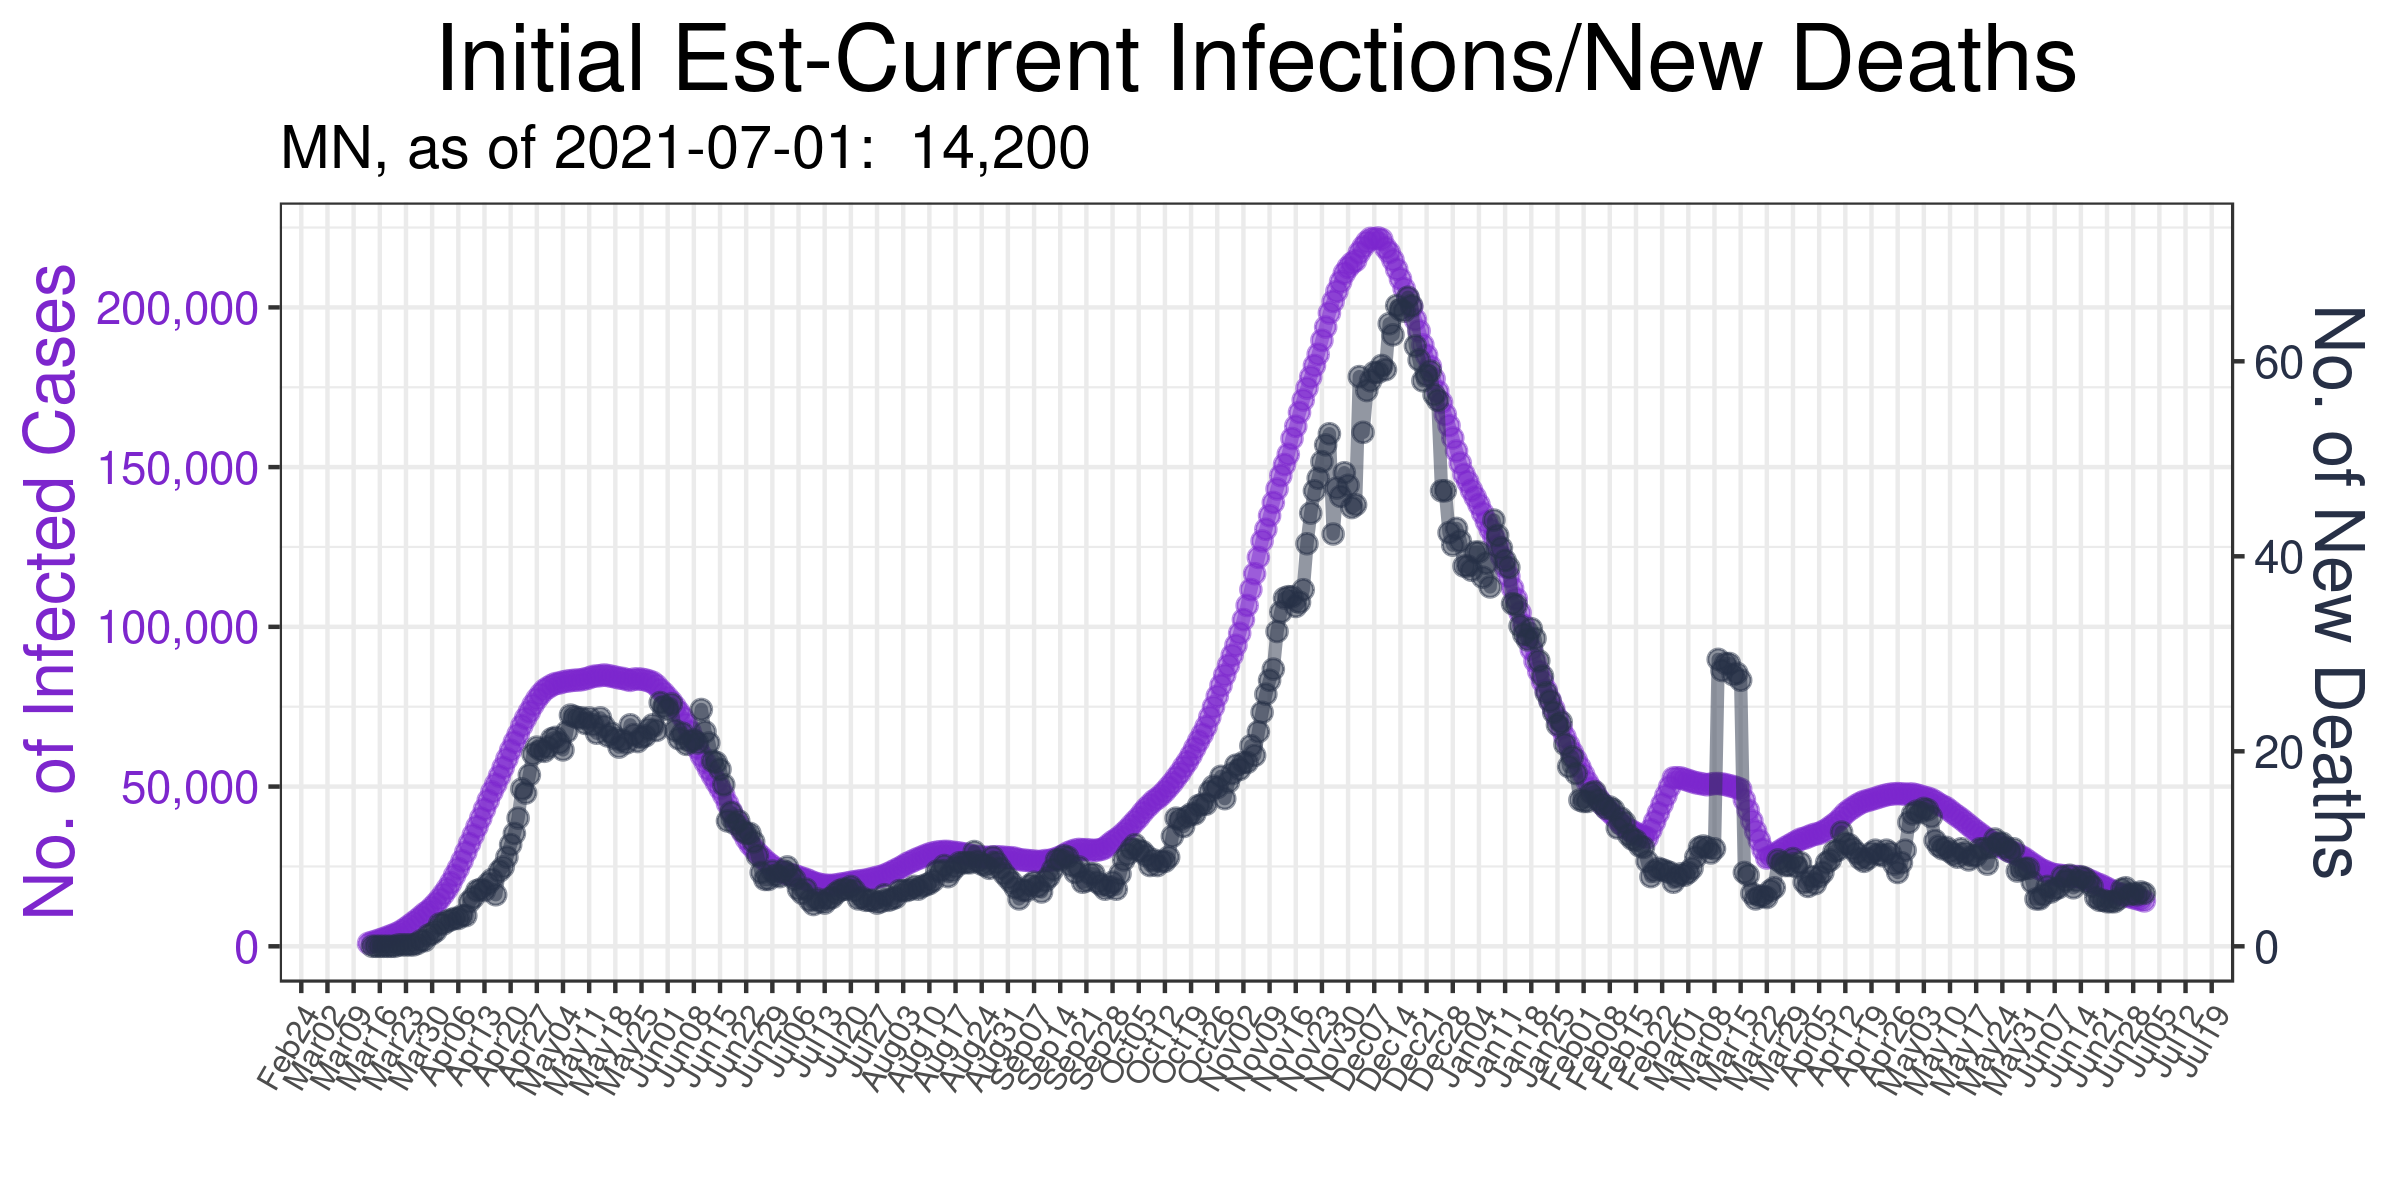 Initial Est-Current Infections/New Deaths
MN, as of 2021-07-01:  14,200
No. of Infected Cases
200,000
150,000
100,000
50,000
0
No. of New Deaths
60
40
20
0
Feb24
Mar02
Mar09
Mar16
Mar23
Mar30
Apr06
Apr13
Apr20
Apr27
May04
May11
May18
May25
Jun01
Jun08
Jun15
Jun22
Jun29
Jul06
Jul13
Jul20
Jul27
Aug03
Aug10
Aug17
Aug24
Aug31
Sep07
Sep14
Sep21
Sep28
Oct05
Oct12
Oct19
Oct26
Nov02
Nov09
Nov16
Nov23
Nov30
Dec07
Dec14
Dec21
Dec28
Jan04
Jan11
Jan18
Jan25
Feb01
Feb08
Feb15
Feb22
Mar01
Mar08
Mar15
Mar22
Mar29
Apr05
Apr12
Apr19
Apr26
May03
May10
May17
May24
May31
Jun07
Jun14
Jun21
Jun28
Jul05
Jul12
Jul19